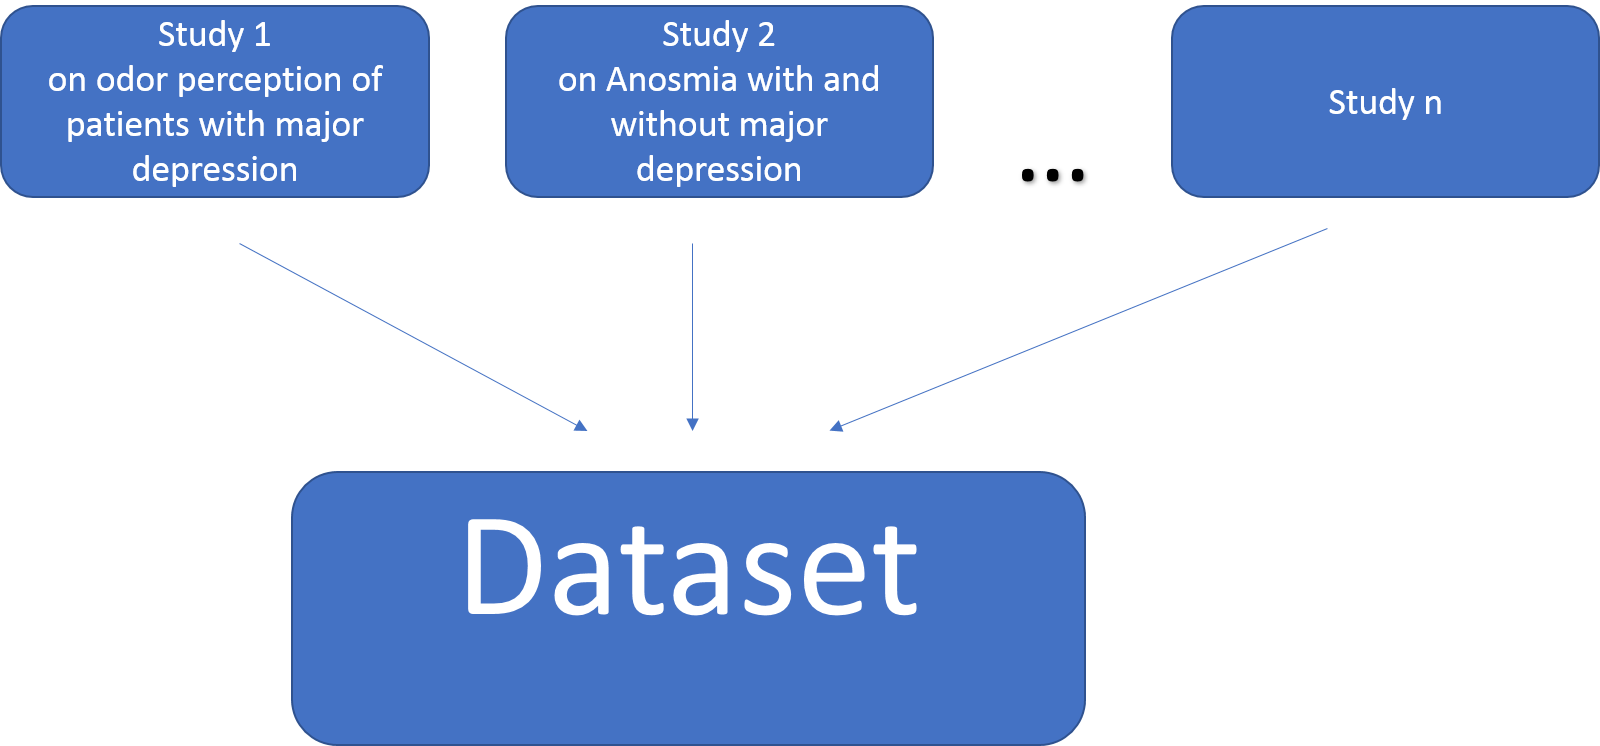 Study 1
on odor perception of
patients with major
depression
Study 2
on Anosmia with and
without major
depression
...
Study n
Dataset